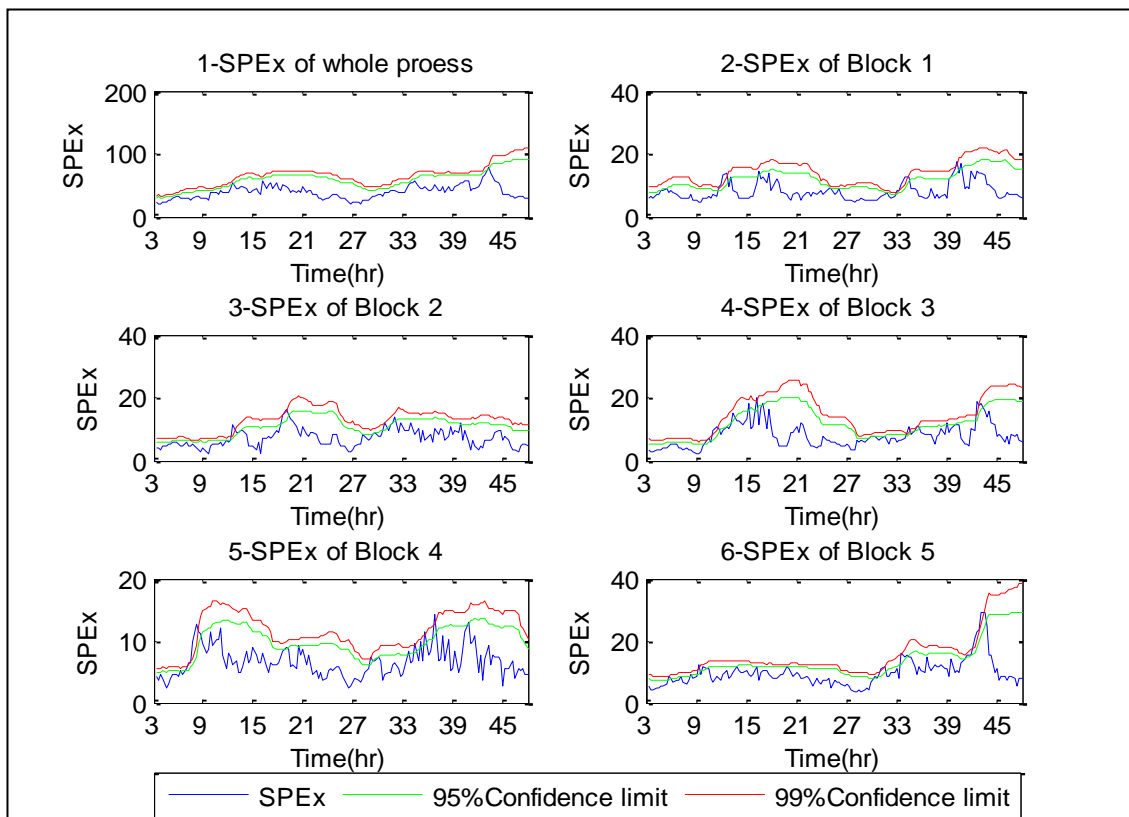 1-SPEx of whole proess
200
100
0
SPEx
3 9 15 21 27 33 39 45
Time(hr)
2-SPEx of Block 1
40
20
0
SPEx
3 9 15 21 27 33 39 45
Time(hr)
3-SPEx of Block 2
40
20
0
SPEx
3 9 15 21 27 33 39 45
Time(hr)
4-SPEx of Block 3
40
20
0
SPEx
3 9 15 21 27 33 39 45
Time(hr)
5-SPEx of Block 4
20
10
0
SPEx
3 9 15 21 27 33 39 45
Time(hr)
6-SPEx of Block 5
40
20
0
SPEx
3 9 15 21 27 33 39 45
Time(hr)
SPEx 95%Confidence limit 99%Confidence limit